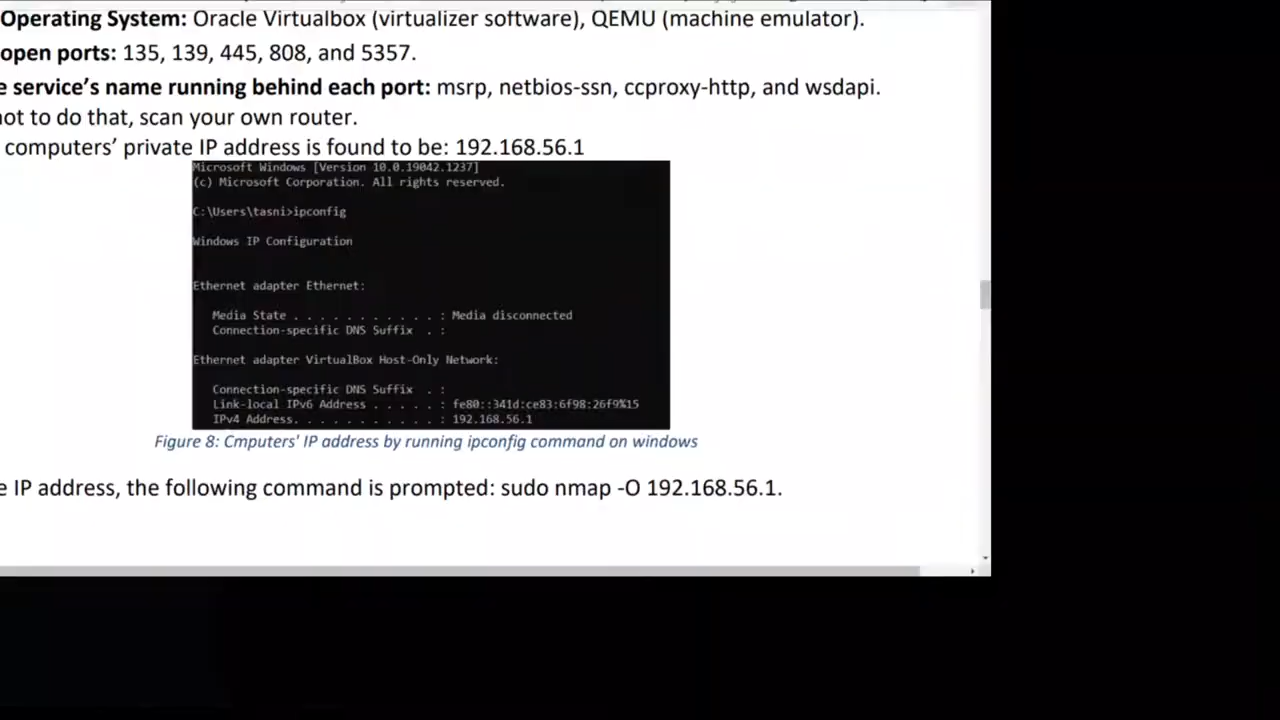 Operating System: Oracle Virtualbox (virtualizer software), QEMU (machine emulator).
open ports: 135, 139, 445, 808, and 5357.
e service’s name running behind each port: msrp, netbios-ssn, ccproxy-http, and wsdapi.
not to do that, scan your own router.
computers’ private IP address is found to be: 192.168.56.1
Microsoft Windows [Version 10.0.19042.1237]
(c) Microsoft Corporation. All rights reserved.
C:\Users\tasni>ipconfig
Windows IP Configuration
Ethernet adapter Ethernet:
Media State . . . . . . . . . . . : Media disconnected
Connection-specific DNS Suffix . :
Ethernet adapter VirtualBox Host-Only Network:
Connection-specific DNS Suffix . :
Link-local IPv6 Address . . . . . : fe80::341d:ce83:6f98:26f9%15
IPv4 Address. . . . . . . . . . . : 192.168.56.1
Figure 8: Cmputers' IP address by running ipconfig command on windows
e IP address, the following command is prompted: sudo nmap -O 192.168.56.1.